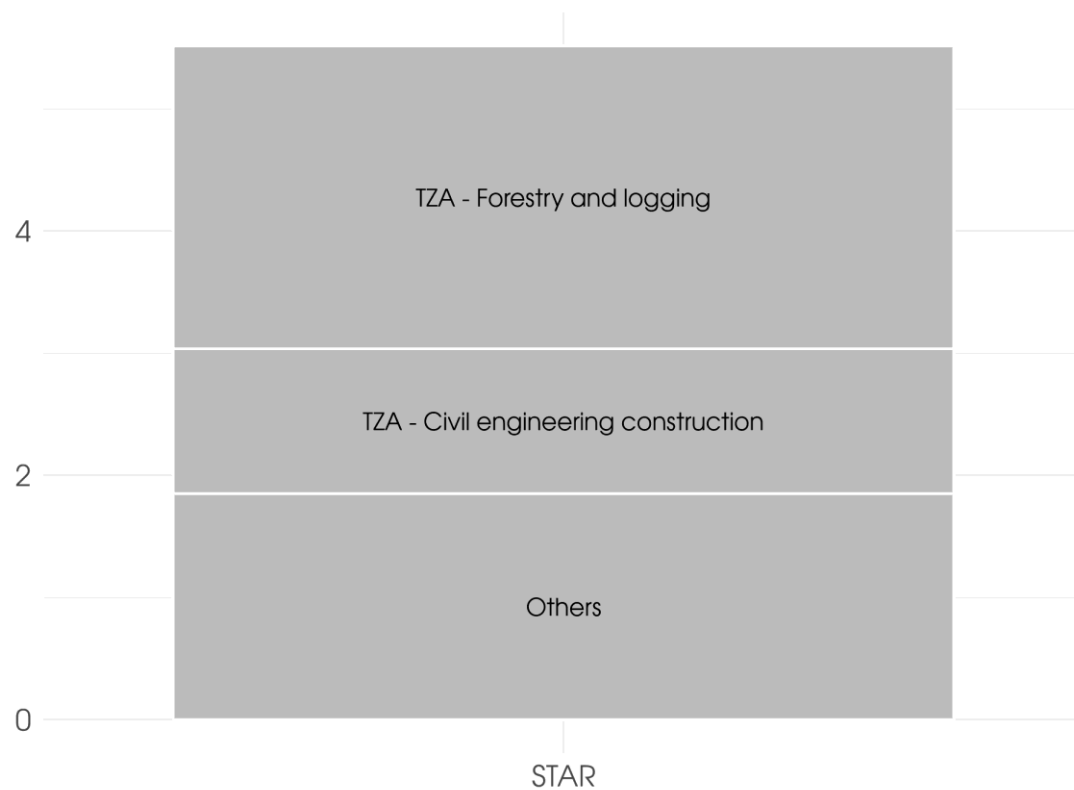 TZA - Forestry and logging
4
TZA - Civil engineering construction
2
Others
0
STAR